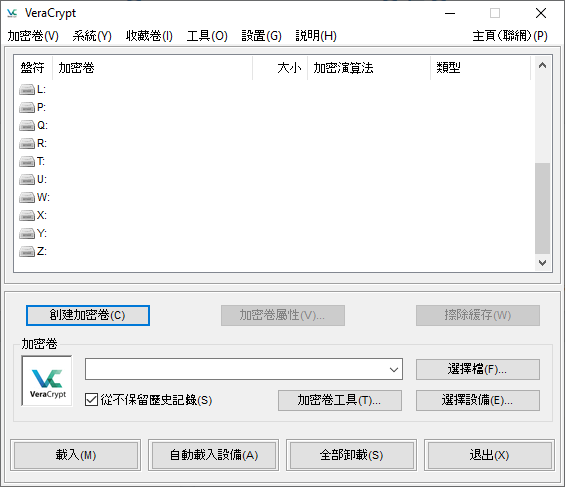 VeraCrypt
加密卷(V) 系統(Y) 收藏卷(I) 工具(O) 設置(G) 説明(H) 主頁(聯網)(P)
盤符 加密卷 大小 加密演算法 類型
L:
P:
Q:
R:
T:
U:
W:
X:
Y:
Z:
創建加密卷(C) 加密卷屬性(V)... 擦除緩存(W)
加密卷
選擇檔(F)...
VeraCrypt
從不保留歷史記錄(S) 加密卷工具(T)... 選擇設備(E)...
載入(M) 自動載入設備(A) 全部卸載(S) 退出(X)